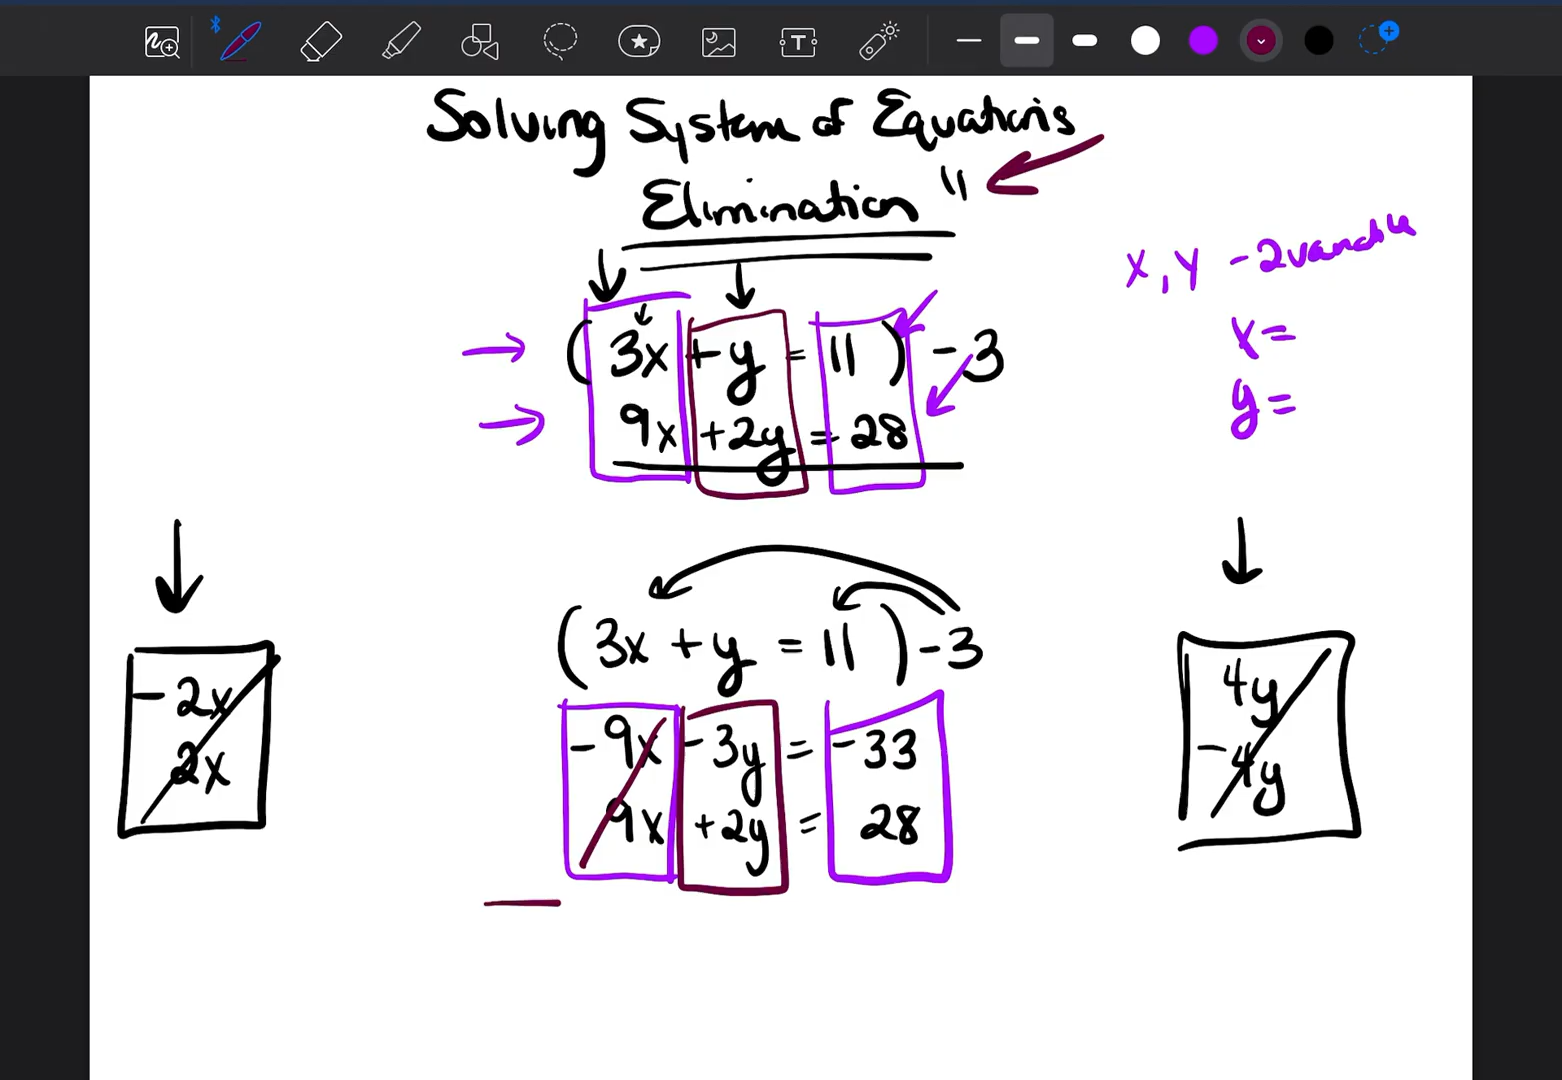 Solving System of Equations
Elimination "
x, y - 2 variable
x =
y =
( 3x + y = 11 ) - 3
9x + 2y = 28
( 3x + y = 11 ) - 3
- 9x - 3y = - 33
9x + 2y = 28
- 2x
2x
4y
- 4y